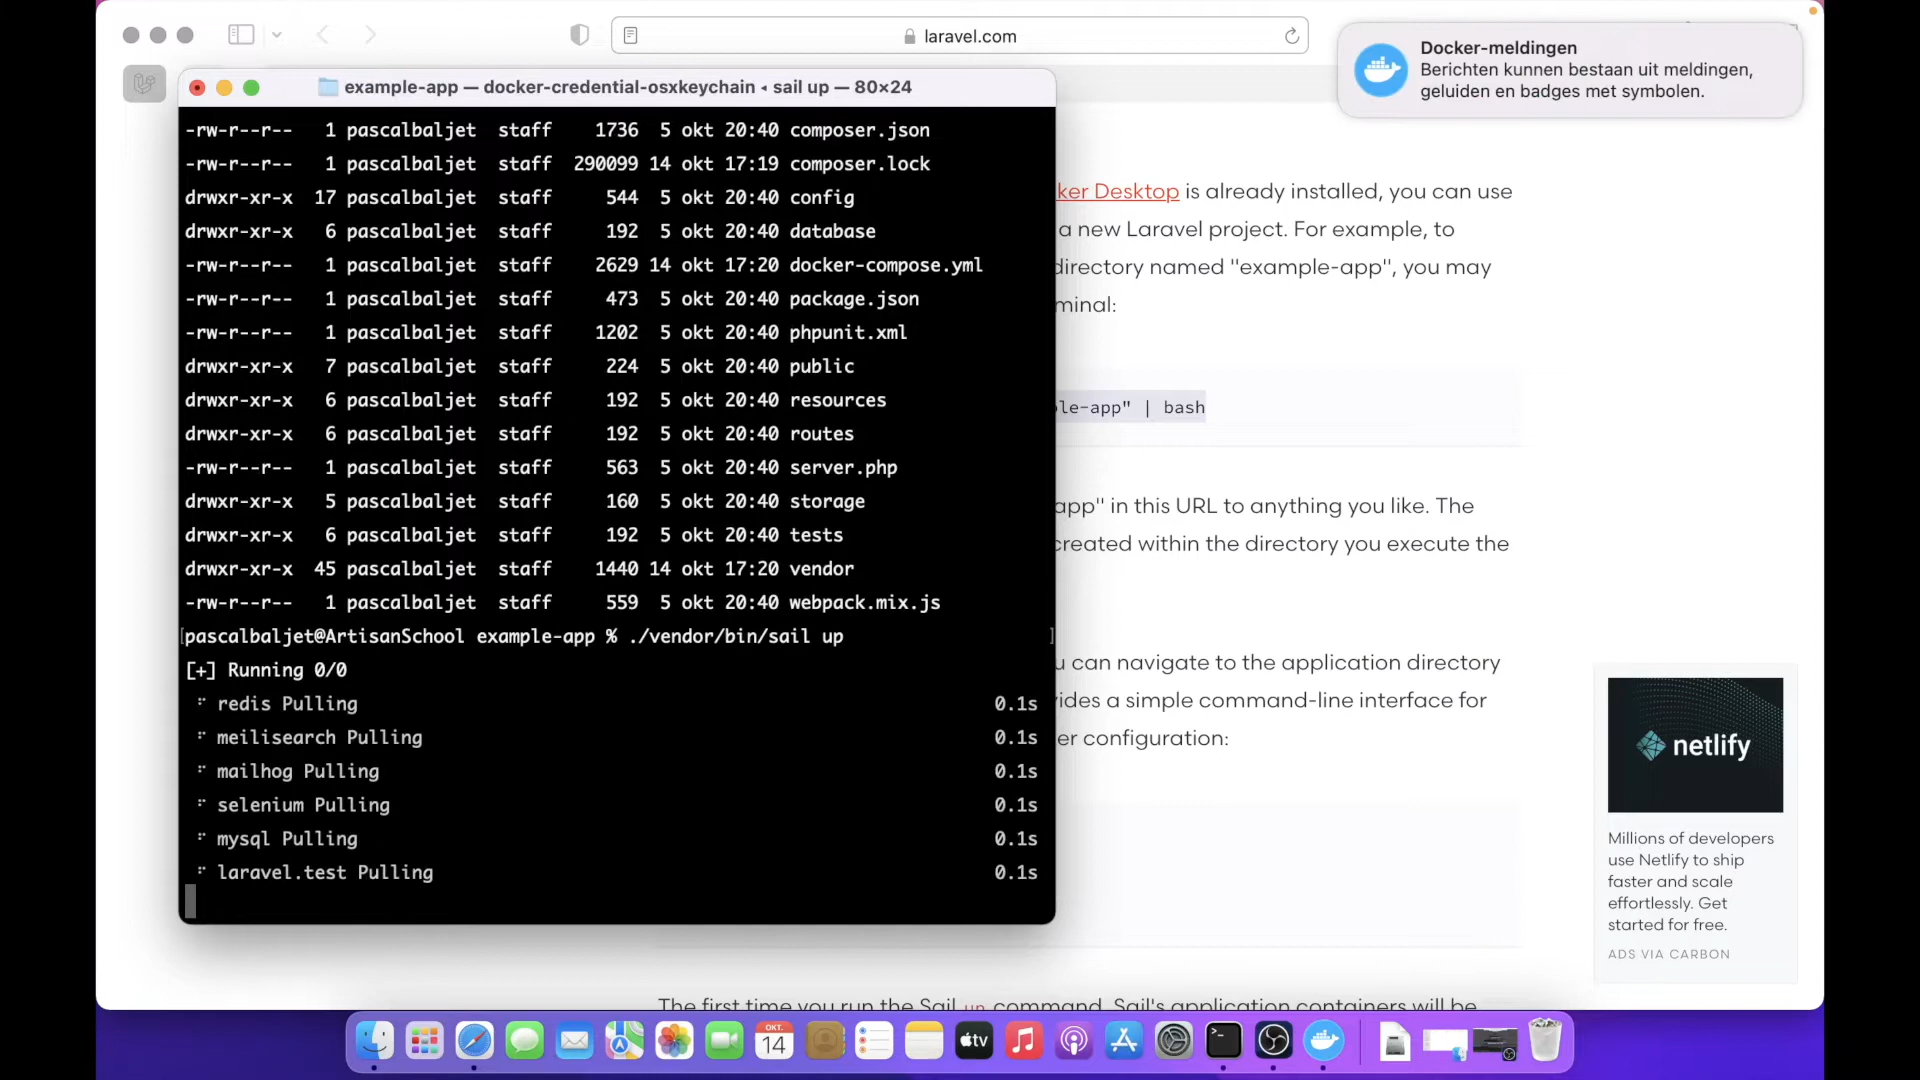 laravel.com
Docker-meldingen
Berichten kunnen bestaan uit meldingen,
geluiden en badges met symbolen.
example-app — docker-credential-osxkeychain ◂ sail up — 80×24
-rw-r--r-- 1 pascalbaljet staff 1736 5 okt 20:40 composer.json
-rw-r--r-- 1 pascalbaljet staff 290099 14 okt 17:19 composer.lock
drwxr-xr-x 17 pascalbaljet staff 544 5 okt 20:40 config
drwxr-xr-x 6 pascalbaljet staff 192 5 okt 20:40 database
-rw-r--r-- 1 pascalbaljet staff 2629 14 okt 17:20 docker-compose.yml
-rw-r--r-- 1 pascalbaljet staff 473 5 okt 20:40 package.json
-rw-r--r-- 1 pascalbaljet staff 1202 5 okt 20:40 phpunit.xml
drwxr-xr-x 7 pascalbaljet staff 224 5 okt 20:40 public
drwxr-xr-x 6 pascalbaljet staff 192 5 okt 20:40 resources
drwxr-xr-x 6 pascalbaljet staff 192 5 okt 20:40 routes
-rw-r--r-- 1 pascalbaljet staff 563 5 okt 20:40 server.php
drwxr-xr-x 5 pascalbaljet staff 160 5 okt 20:40 storage
drwxr-xr-x 6 pascalbaljet staff 192 5 okt 20:40 tests
drwxr-xr-x 45 pascalbaljet staff 1440 14 okt 17:20 vendor
-rw-r--r-- 1 pascalbaljet staff 559 5 okt 20:40 webpack.mix.js
[pascalbaljet@ArtisanSchool example-app % ./vendor/bin/sail up ]
[+] Running 0/0
redis Pulling 0.1s
meilisearch Pulling 0.1s
mailhog Pulling 0.1s
selenium Pulling 0.1s
mysql Pulling 0.1s
laravel.test Pulling 0.1s
ker Desktop is already installed, you can use
a new Laravel project. For example, to
directory named "example-app", you may
minal:
le-app" | bash
app" in this URL to anything you like. The
created within the directory you execute the
u can navigate to the application directory
vides a simple command-line interface for
er configuration:
The first time you run the Sail up command, Sail's application containers will be
netlify
Millions of developers
use Netlify to ship
faster and scale
effortlessly. Get
started for free.
ADS VIA CARBON
OKT.
14
tv